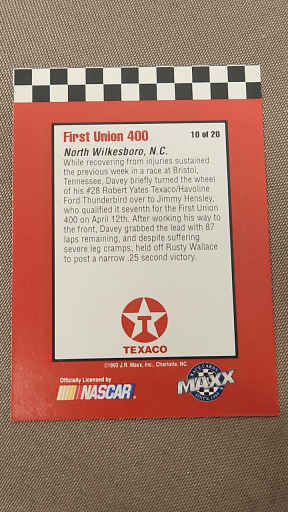 First Union 400
10 of 20
North Wilkesboro, N.C.
While recovering from injuries sustained
the previous week in a race at Bristol,
Tennessee, Davey briefly turned the wheel
of his #28 Robert Yates Texaco/Havoline
Ford Thunderbird over to Jimmy Hensley,
who qualified it seventh for the First Union
400 on April 12th. After working his way to
the front, Davey grabbed the lead with 87
laps remaining, and despite suffering
severe leg cramps, held off Rusty Wallace
to post a narrow .25 second victory.
T
TEXACO
©1993 J.R. Maxx, Inc., Charlotte, NC.
Officially Licensed by
NASCAR.
MAXX